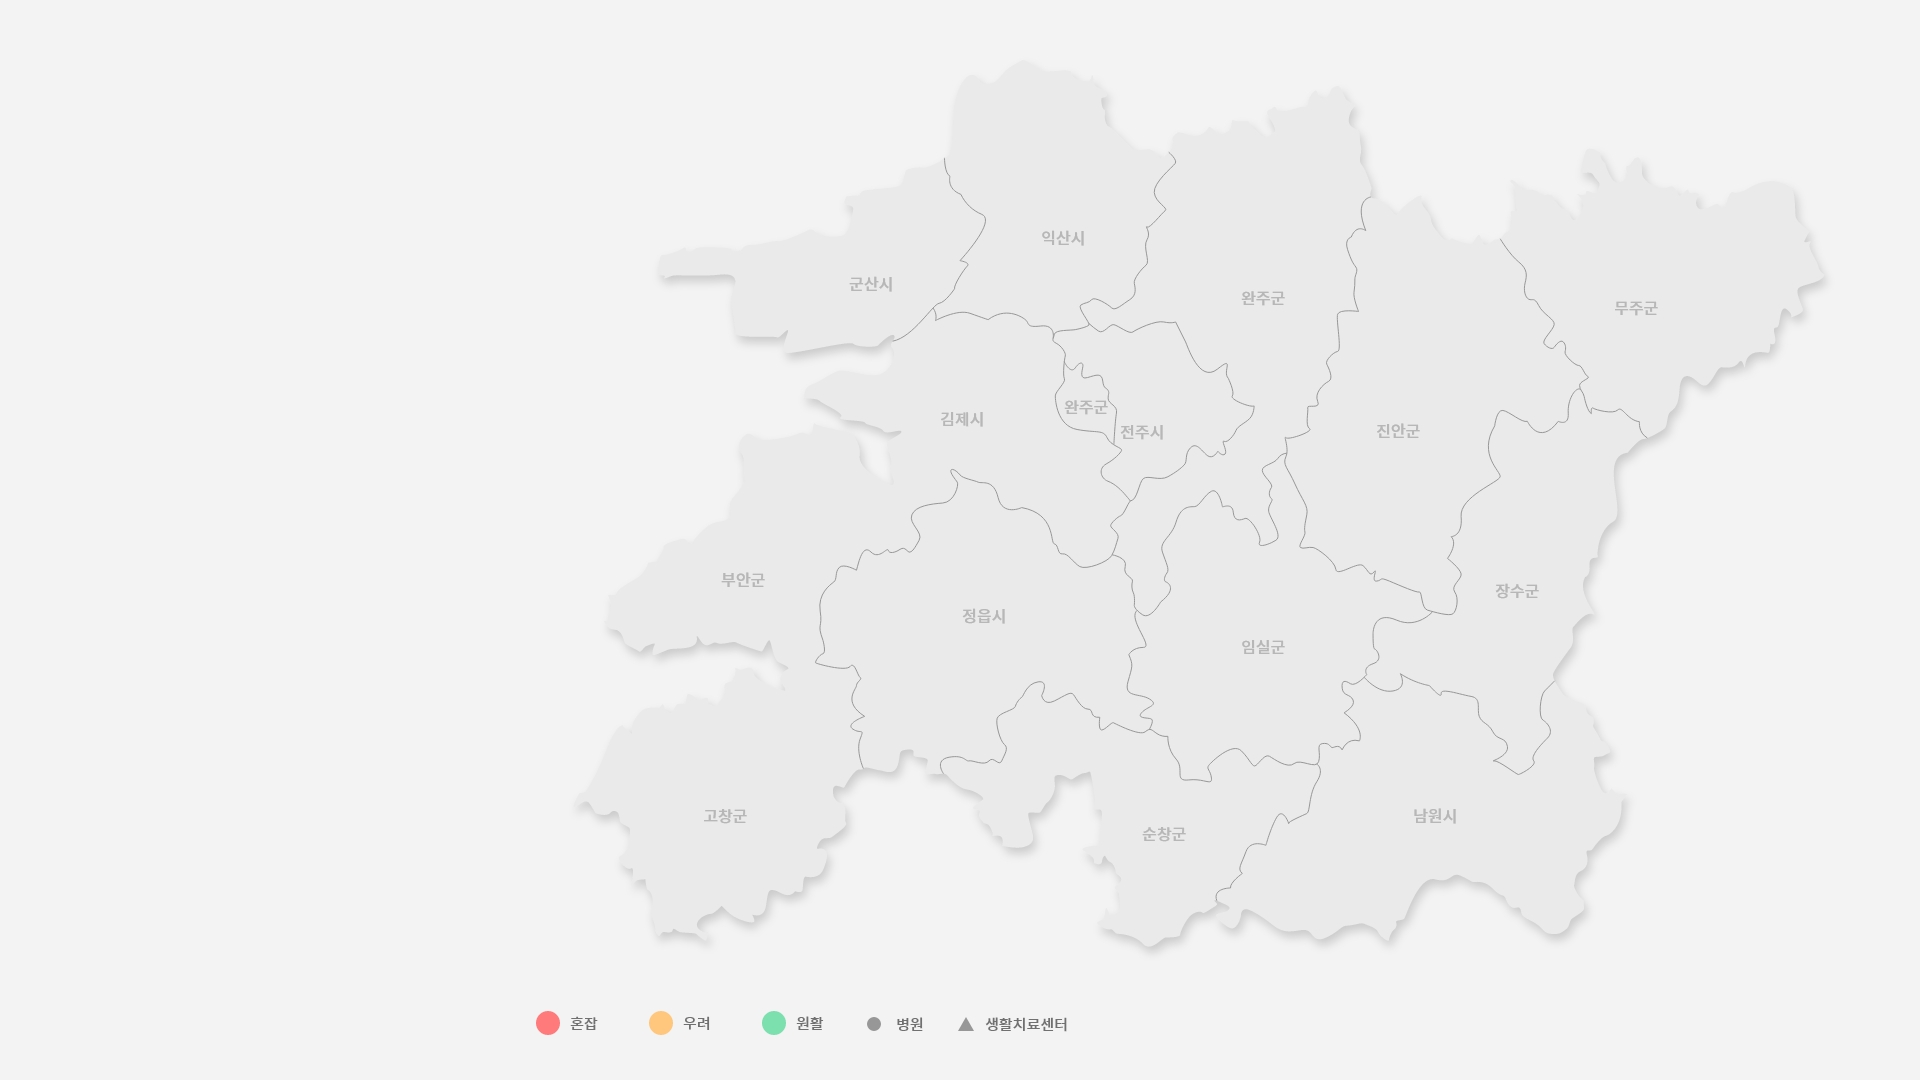 익산시
군산시
완주군
무주군
완주군
김제시
전주시
진안군
부안군
장수군
정읍시
임실군
고창군
남원시
순창군
혼잡 우려 원활 병원 생활치료센터